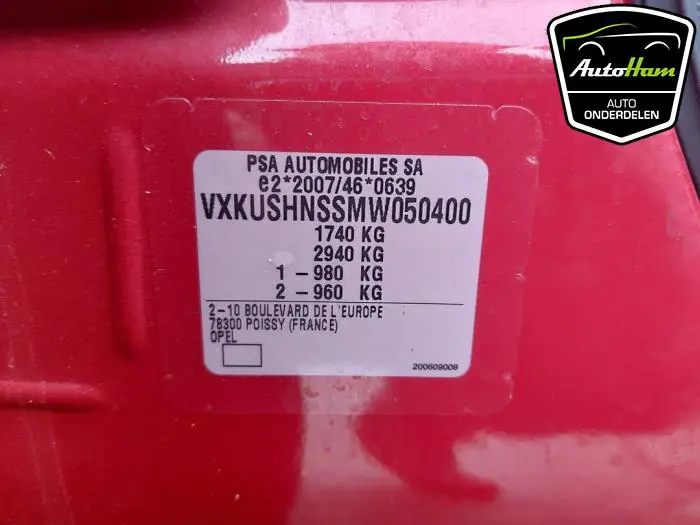 AutoHam
AUTO
ONDERDELEN
PSA AUTOMOBILES SA
e2*2007/46*0639
VXKUSHNSSMW050400
1740 KG
2940 KG
1 -980 KG
2 -960 KG
2-10 BOULEVARD DE L'EUROPE
78300 POISSY (FRANCE)
OPEL
200609008